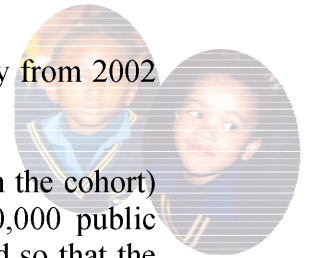 y from 2002
n the cohort)
0,000 public
d so that the